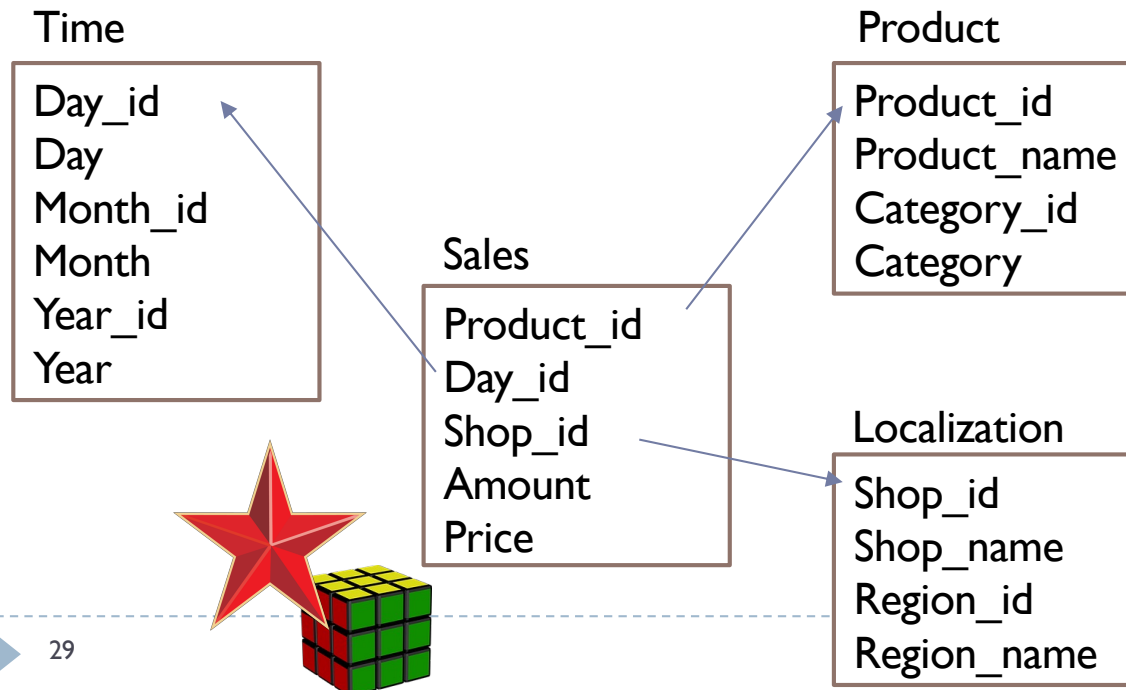 Time
Day_id
Day
Month_id
Month
Year_id
Year
Sales
Product_id
Day_id
Shop_id
Amount
Price
Product
Product_id
Product_name
Category_id
Category
Localization
Shop_id
Shop_name
Region_id
Region_name
29